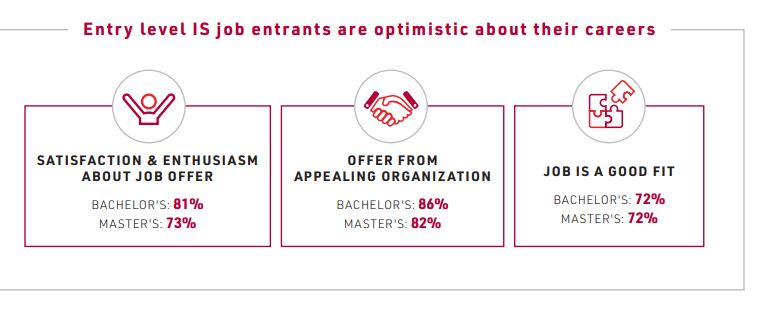 Entry level IS job entrants are optimistic about their careers
SATISFACTION & ENTHUSIASM
ABOUT JOB OFFER
BACHELOR'S: 81%
MASTER'S: 73%
OFFER FROM
APPEALING ORGANIZATION
BACHELOR'S: 86%
MASTER'S: 82%
JOB IS A GOOD FIT
BACHELOR'S: 72%
MASTER'S: 72%